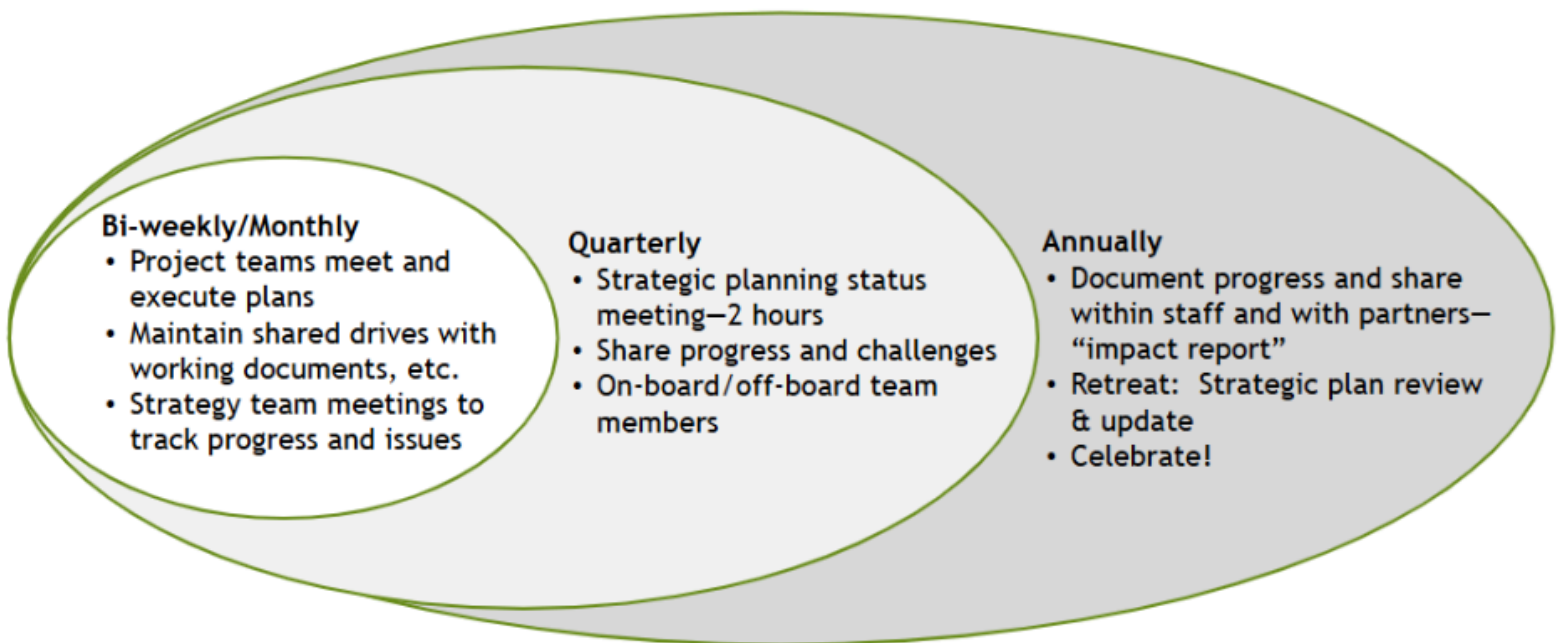 Bi-weekly/Monthly
• Project teams meet and
execute plans
• Maintain shared drives with
working documents, etc.
• Strategy team meetings to
track progress and issues
Quarterly
• Strategic planning status
meeting—2 hours
• Share progress and challenges
• On-board/off-board team
members
Annually
• Document progress and share
within staff and with partners—
“impact report”
• Retreat:  Strategic plan review
& update
• Celebrate!